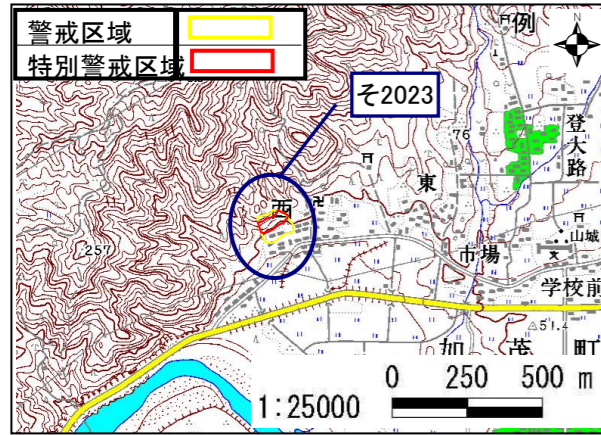 警戒区域
特別警戒区域
例
N
そ2023
76
登大路
東
西
山城
257
市場
学校前
51.4
加茂町
0 250 500 m
1:25000